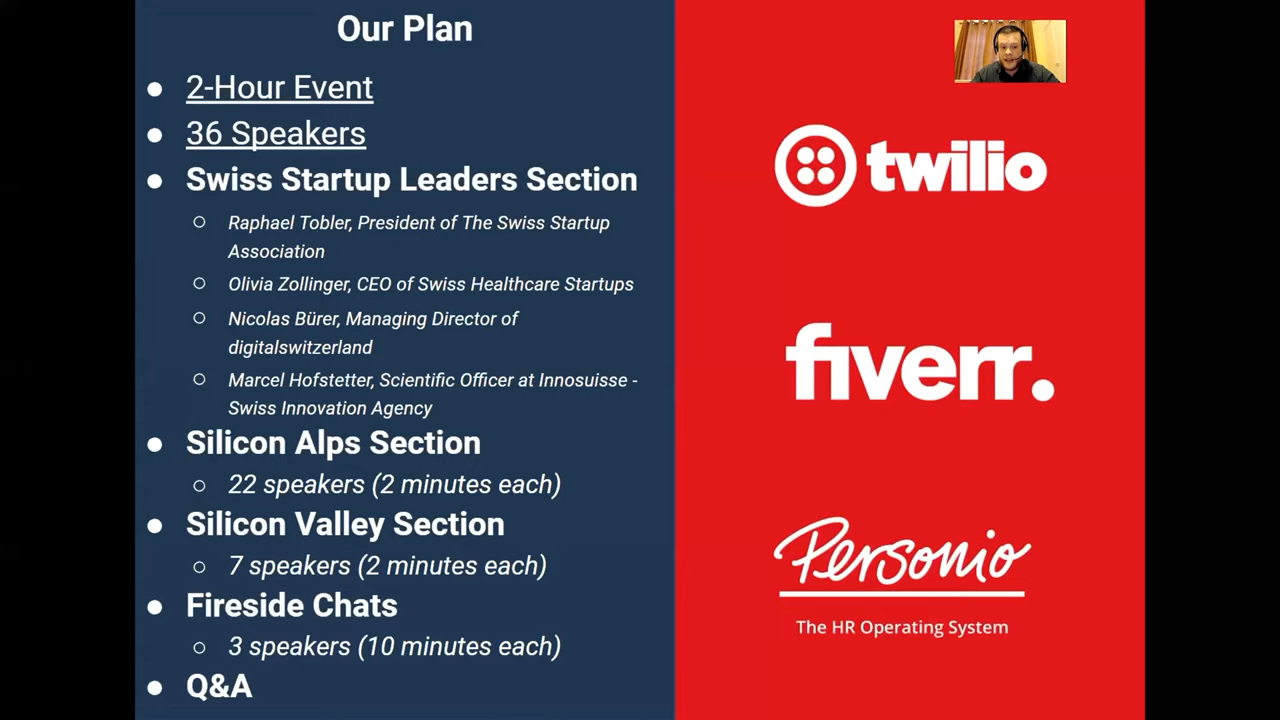 Our Plan
2-Hour Event
36 Speakers
Swiss Startup Leaders Section
Raphael Tobler, President of The Swiss Startup
Association
Olivia Zollinger, CEO of Swiss Healthcare Startups
Nicolas Bürer, Managing Director of
digitalswitzerland
Marcel Hofstetter, Scientific Officer at Innosuisse -
Swiss Innovation Agency
Silicon Alps Section
22 speakers (2 minutes each)
Silicon Valley Section
7 speakers (2 minutes each)
Fireside Chats
3 speakers (10 minutes each)
Q&A
twilio
fiverr.
Personio
The HR Operating System